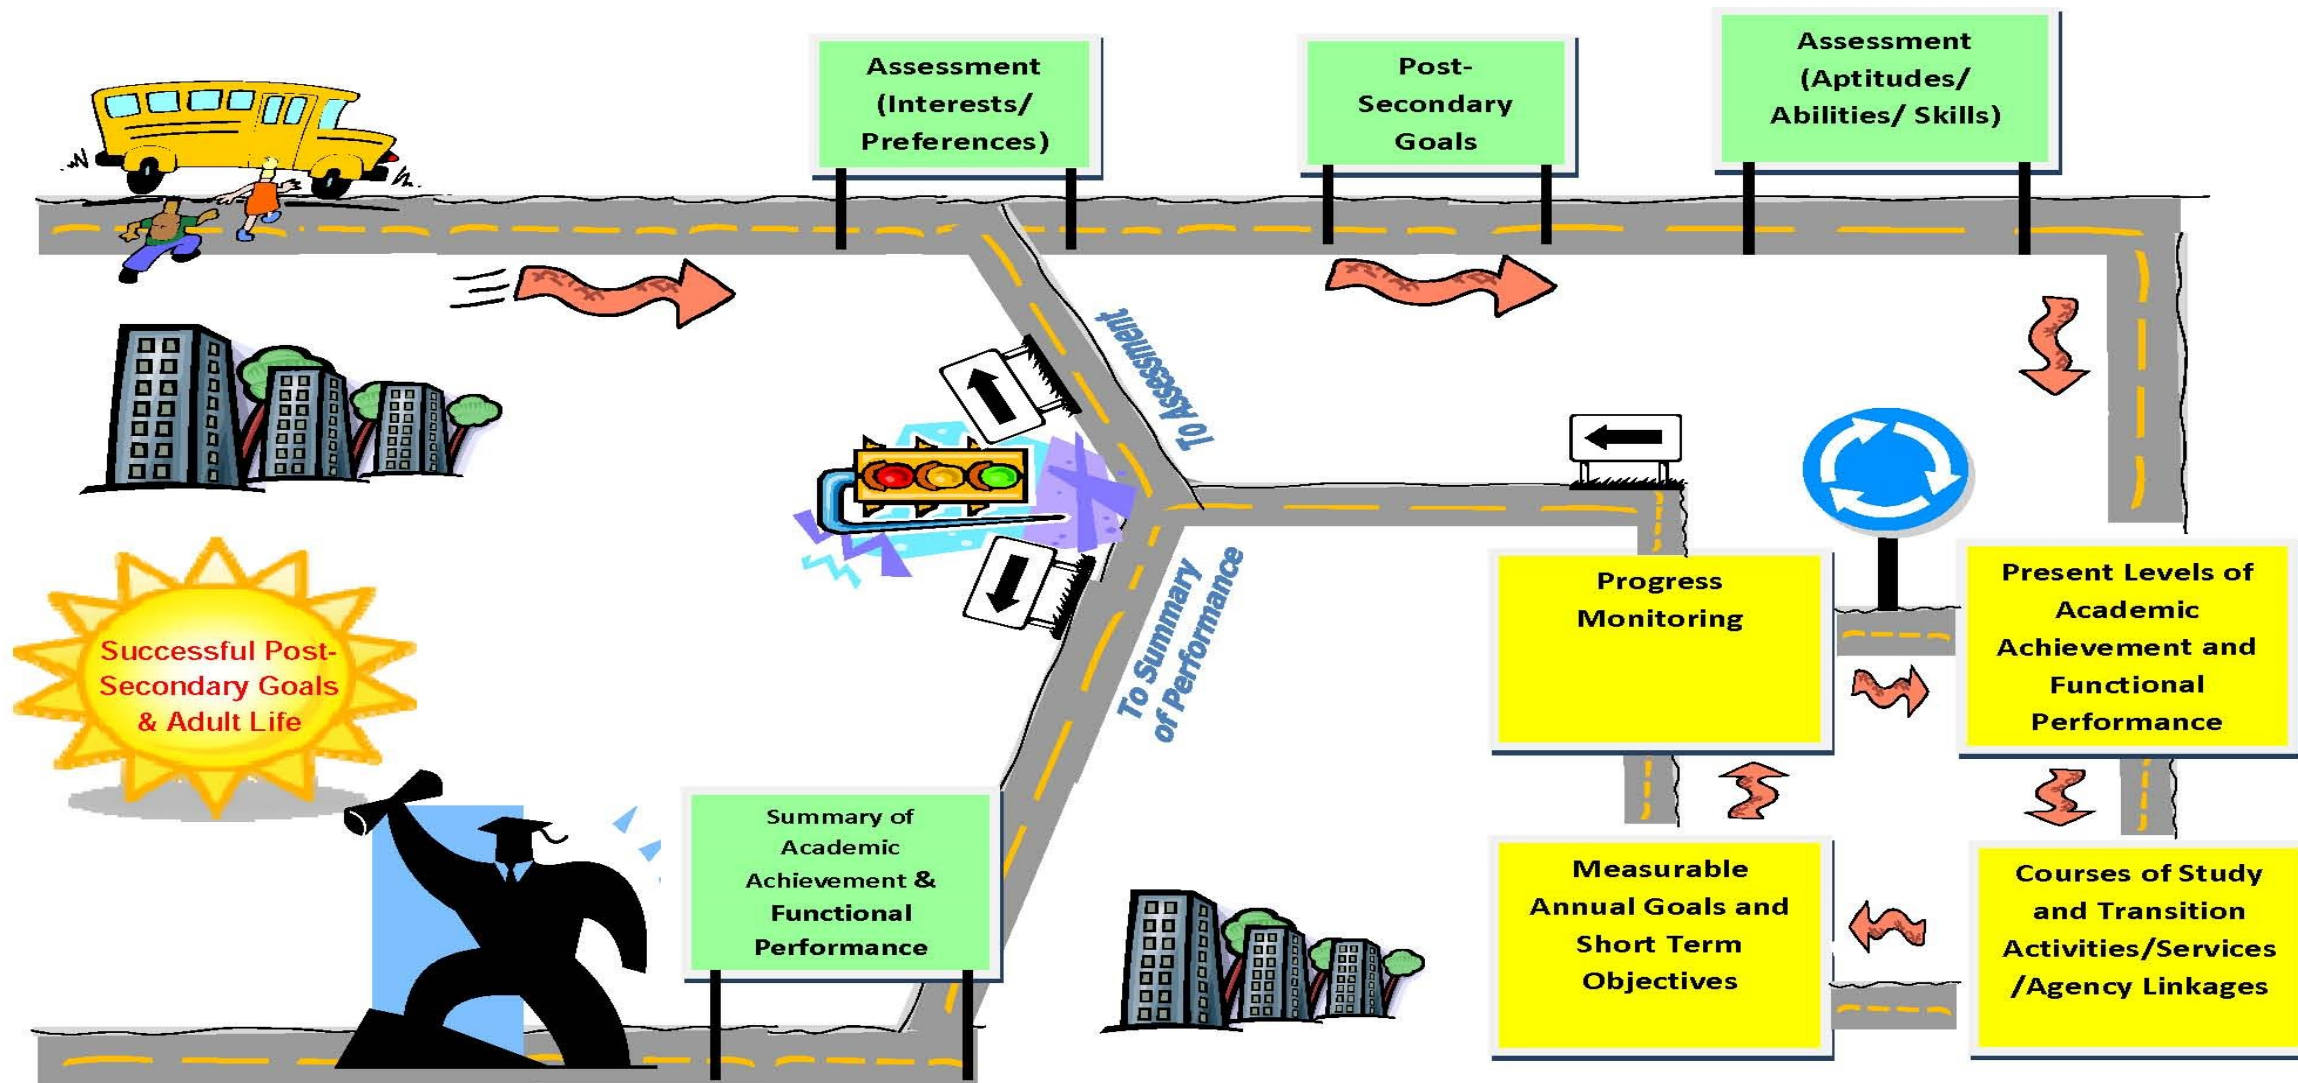 Assessment
(Interests/
Preferences)
Post-
Secondary
Goals
Assessment
(Aptitudes/
Abilities/ Skills)
To Assessment
To Summary
of Performance
Progress
Monitoring
Present Levels of
Academic
Achievement and
Functional
Performance
Successful Post-
Secondary Goals
& Adult Life
Summary of
Academic
Achievement &
Functional
Performance
Measurable
Annual Goals and
Short Term
Objectives
Courses of Study
and Transition
Activities/Services
/Agency Linkages